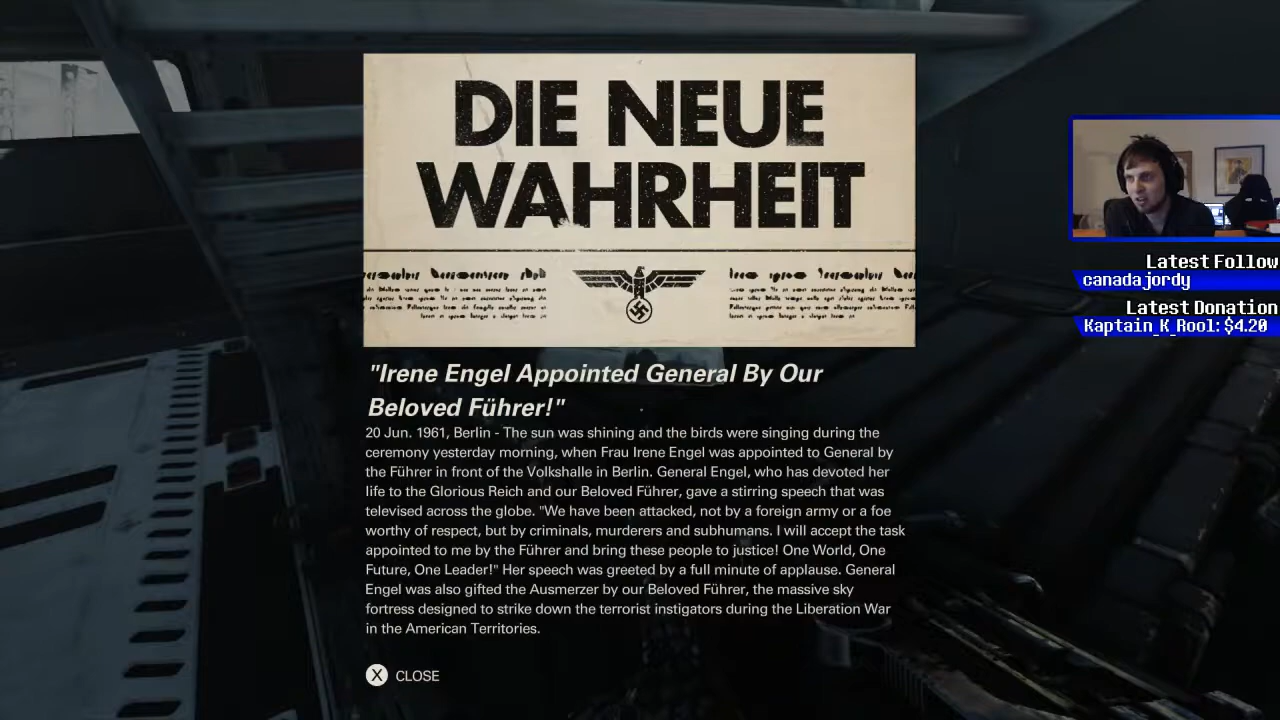 DIE NEUE
WAHRHEIT
"Irene Engel Appointed General By Our
Beloved Führer!"
20 Jun. 1961, Berlin - The sun was shining and the birds were singing during the
ceremony yesterday morning, when Frau Irene Engel was appointed to General by
the Führer in front of the Volkshalle in Berlin. General Engel, who has devoted her
life to the Glorious Reich and our Beloved Führer, gave a stirring speech that was
televised across the globe. "We have been attacked, not by a foreign army or a foe
worthy of respect, but by criminals, murderers and subhumans. I will accept the task
appointed to me by the Führer and bring these people to justice! One World, One
Future, One Leader!" Her speech was greeted by a full minute of applause. General
Engel was also gifted the Ausmerzer by our Beloved Führer, the massive sky
fortress designed to strike down the terrorist instigators during the Liberation War
in the American Territories.
X CLOSE
Latest Follow
canadajordy
Latest Donation
Kaptain_K_Rool: $4.20